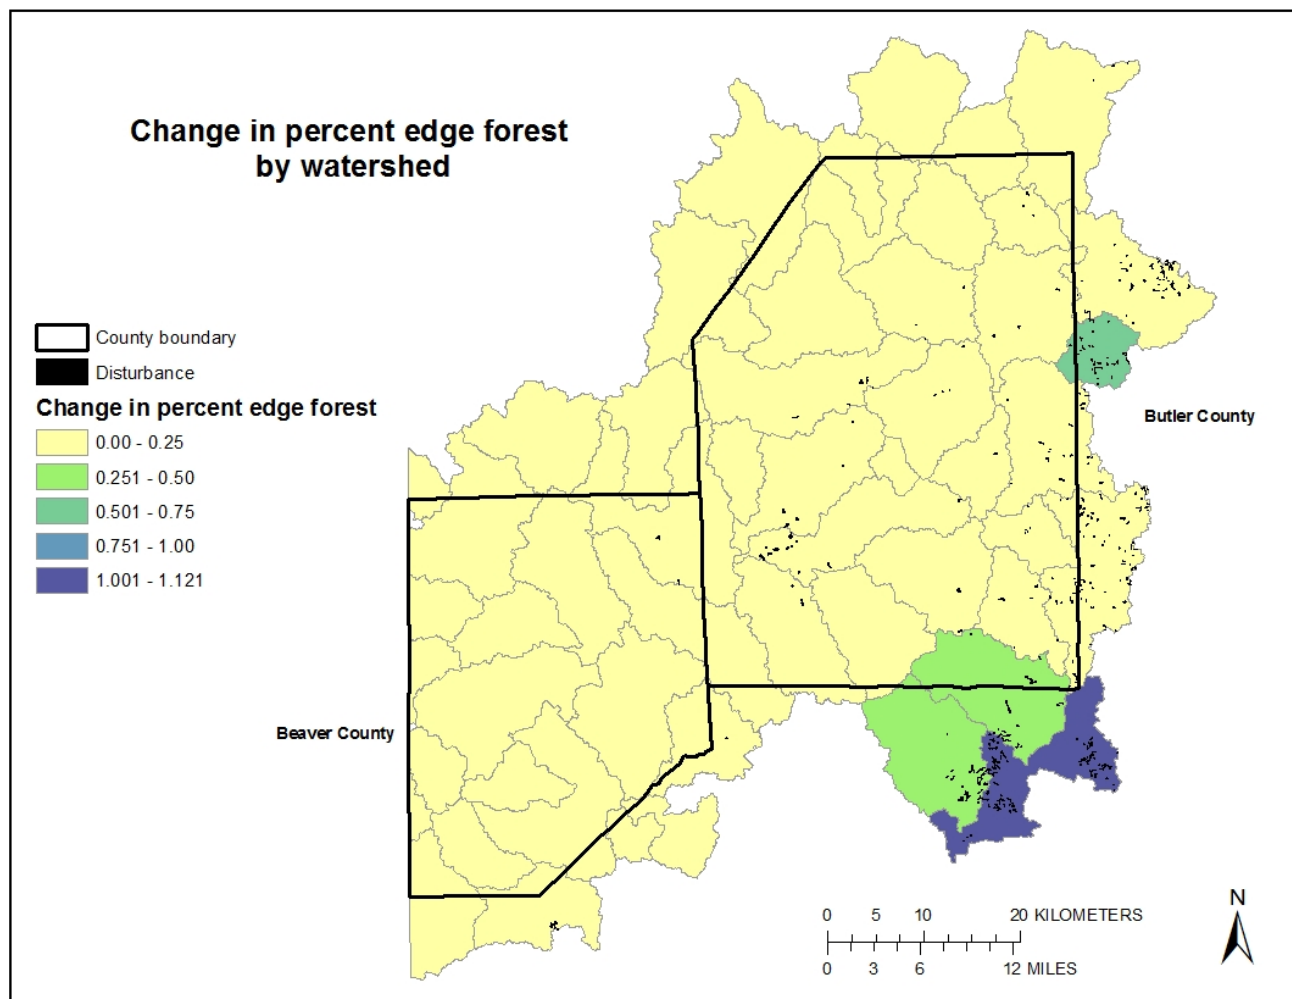 Change in percent edge forest
by watershed
County boundary
Disturbance
Change in percent edge forest
0.00 - 0.25
0.251 - 0.50
0.501 - 0.75
0.751 - 1.00
1.001 - 1.121
Butler County
Beaver County
N
0 5 10 20 KILOMETERS
0 3 6 12 MILES